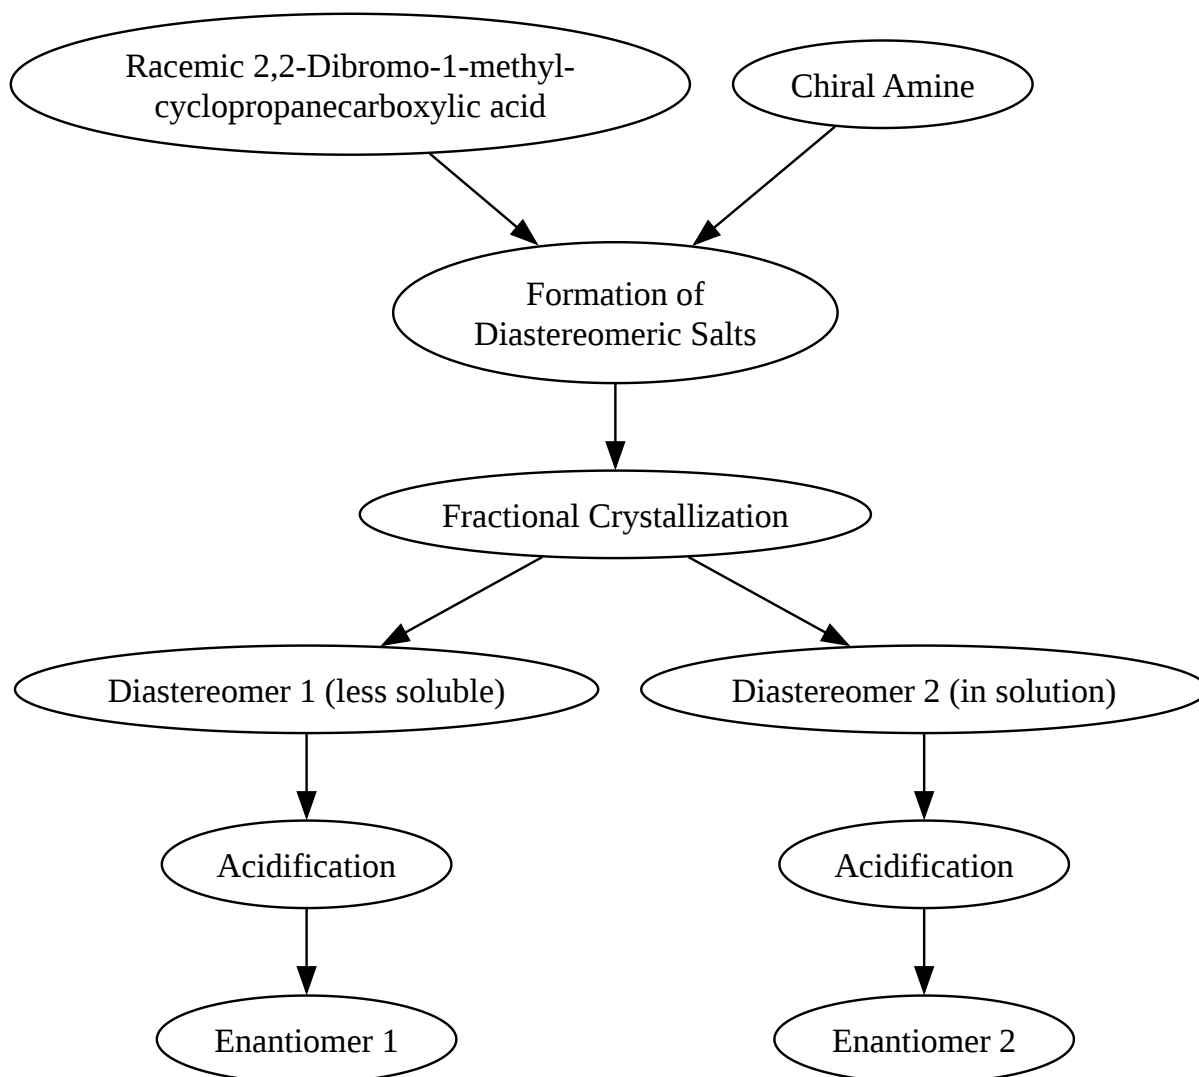 Racemic 2,2-Dibromo-1-methyl-
cyclopropanecarboxylic acid
Chiral Amine
Formation of
Diastereomeric Salts
Fractional Crystallization
Diastereomer 1 (less soluble)
Diastereomer 2 (in solution)
Acidification
Acidification
Enantiomer 1
Enantiomer 2